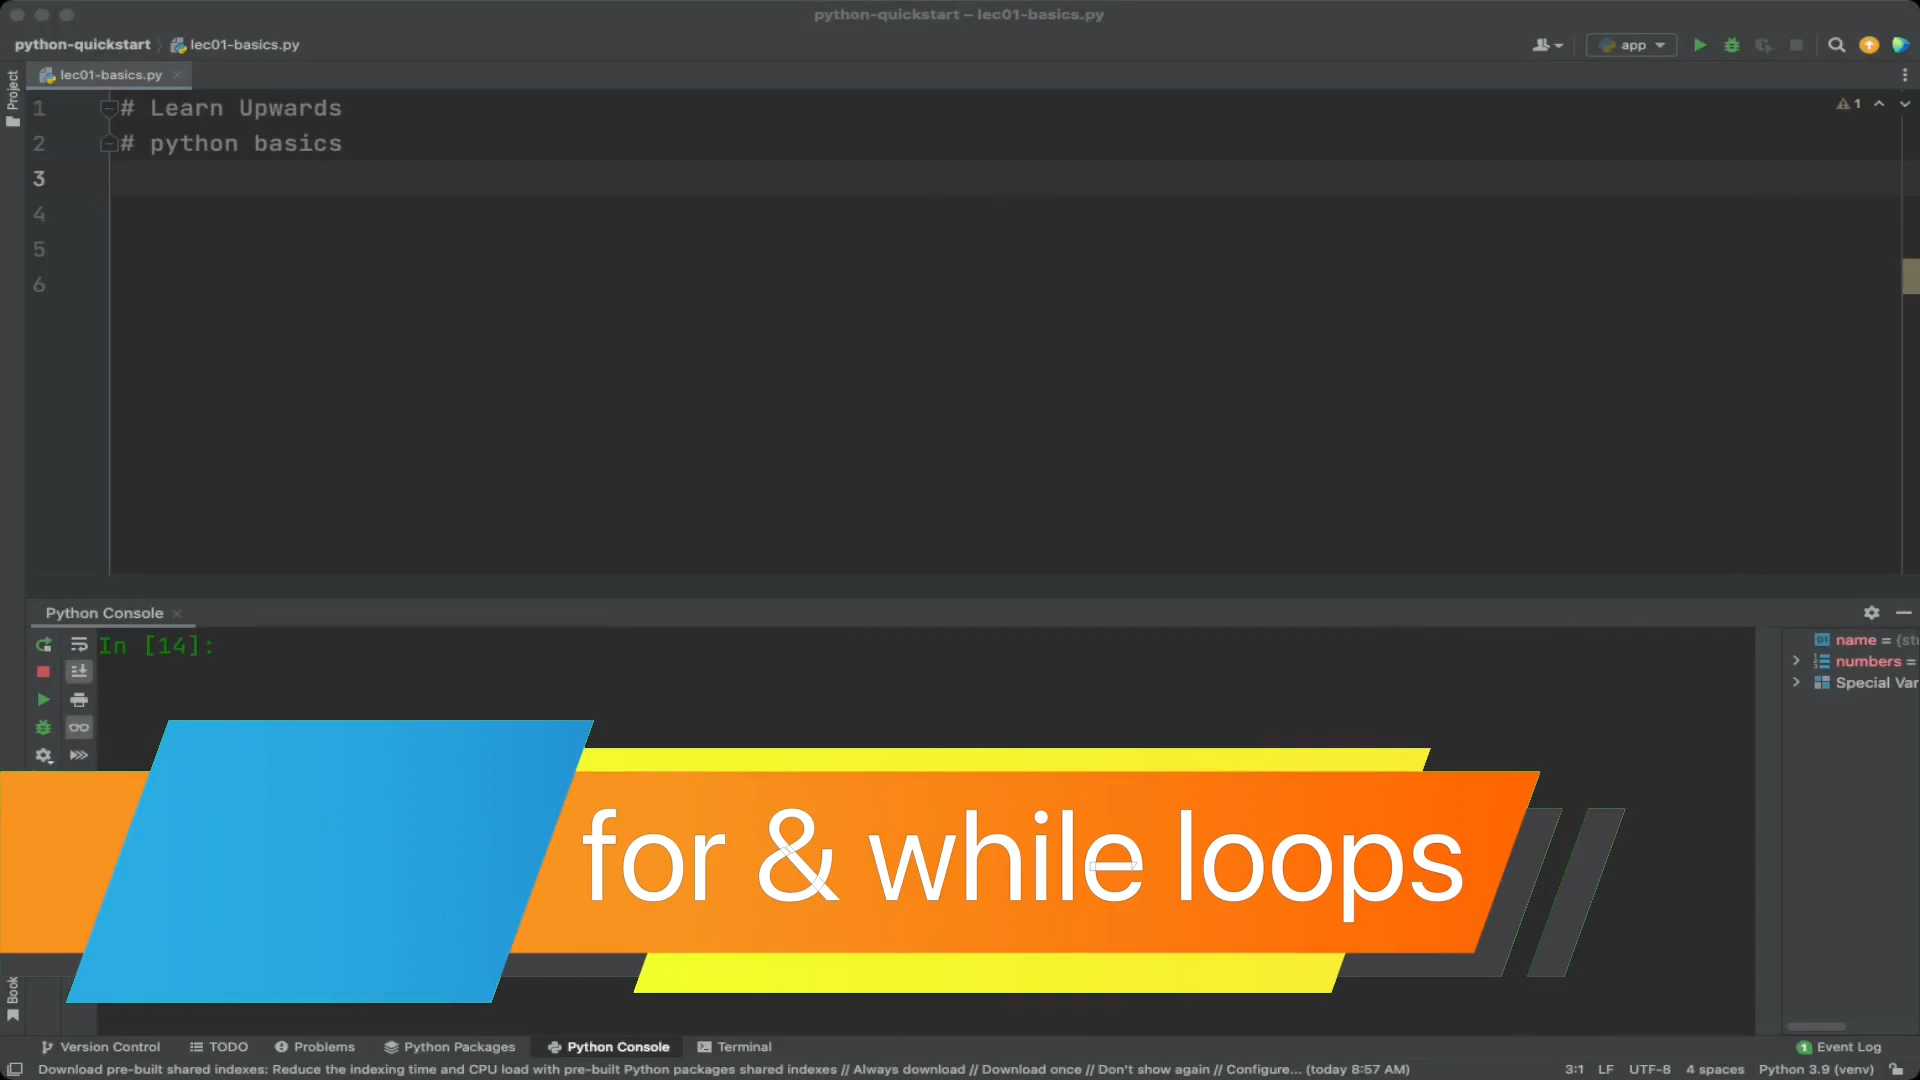 python-quickstart – lec01-basics.py
python-quickstart lec01-basics.py
app
lec01-basics.py
Project
1 # Learn Upwards
2 # python basics
3
4
5
6
1
Python Console
In [14]:
name = {st
numbers =
Special Var
for & while loops
Book
Version Control TODO Problems Python Packages Python Console Terminal 1 Event Log
Download pre-built shared indexes: Reduce the indexing time and CPU load with pre-built Python packages shared indexes // Always download // Download once // Don't show again // Configure... (today 8:57 AM) 3:1 LF UTF-8 4 spaces Python 3.9 (venv)